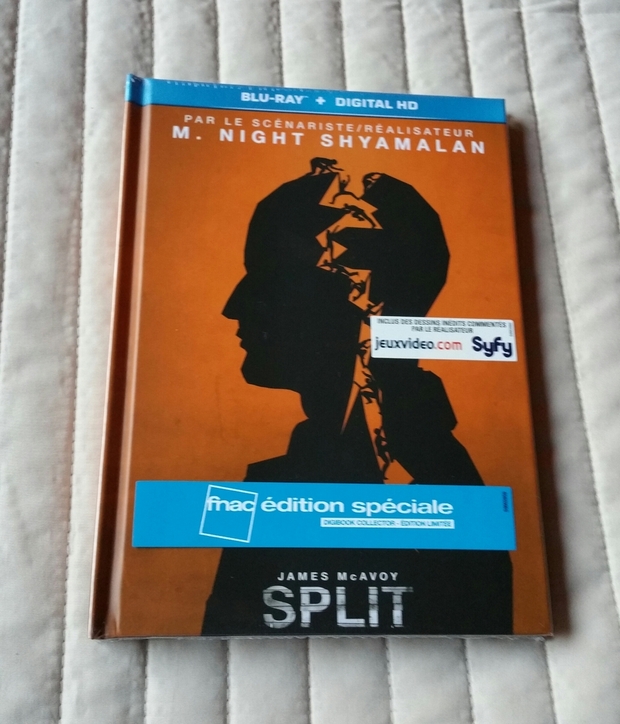 BLU-RAY™ + DIGITAL HD
PAR LE SCÉNARISTE/RÉALISATEUR
M. NIGHT SHYAMALAN
INCLUS DES DESSINS INÉDITS COMMENTÉS
PAR LE RÉALISATEUR
jeuxvideo.com Syfy
fnac édition spéciale
DIGIBOOK COLLECTOR - ÉDITION LIMITÉE
JAMES McAVOY
SPLIT